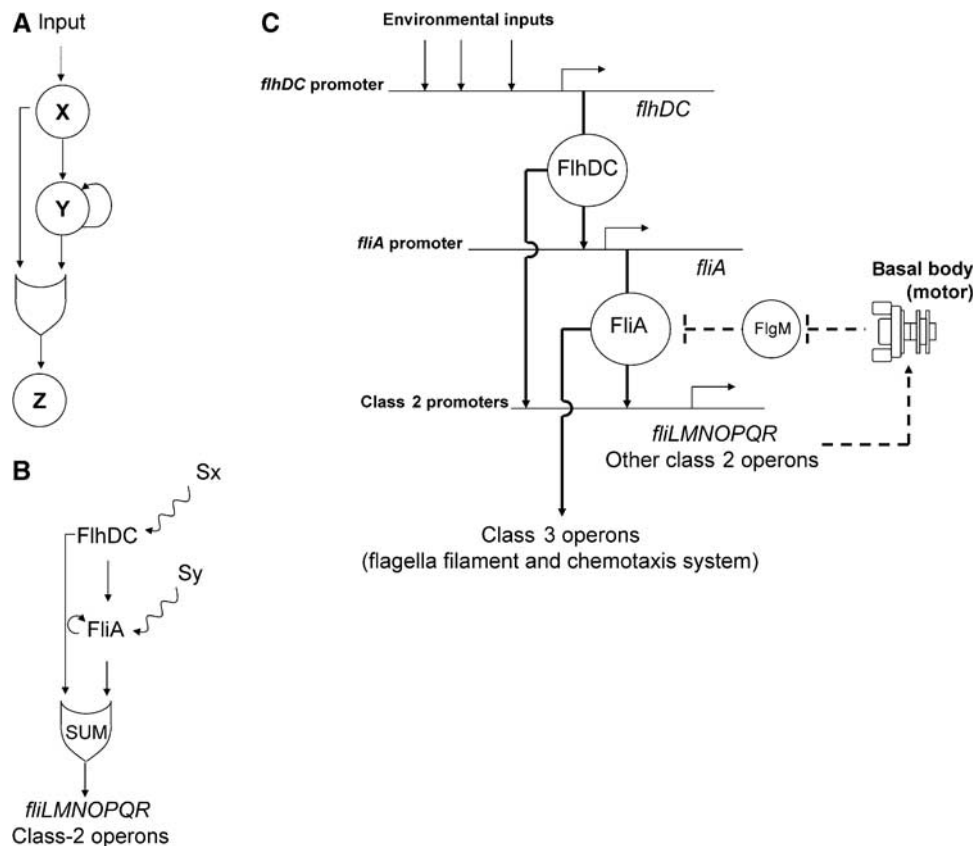 A
Input
X
Y
Z
B
Sx
FlhDC
Sy
FliA
SUM
fliLMNOPQR
Class-2 operons
C
Environmental inputs
flhDC promoter
flhDC
FlhDC
fliA promoter
fliA
Basal body
(motor)
FliA
FlgM
Class 2 promoters
fliLMNOPQR
Other class 2 operons
Class 3 operons
(flagella filament and chemotaxis system)